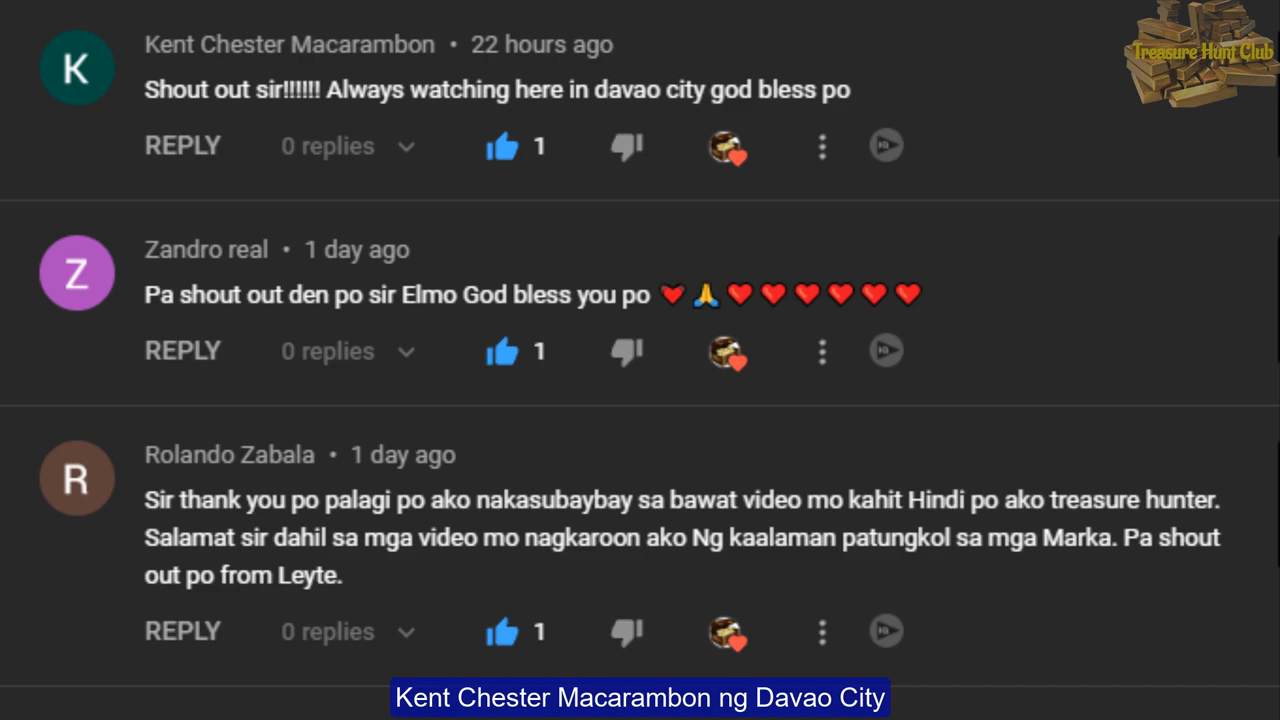 Treasure Hunt Club
K
Kent Chester Macarambon • 22 hours ago
Shout out sir!!!!!! Always watching here in davao city god bless po
REPLY 0 replies 1
Z
Zandro real • 1 day ago
Pa shout out den po sir Elmo God bless you po ❤️🙏❤️❤️❤️❤️❤️❤️
REPLY 0 replies 1
R
Rolando Zabala • 1 day ago
Sir thank you po palagi po ako nakasubaybay sa bawat video mo kahit Hindi po ako treasure hunter.
Salamat sir dahil sa mga video mo nagkaroon ako Ng kaalaman patungkol sa mga Marka. Pa shout
out po from Leyte.
REPLY 0 replies 1
Kent Chester Macarambon ng Davao City